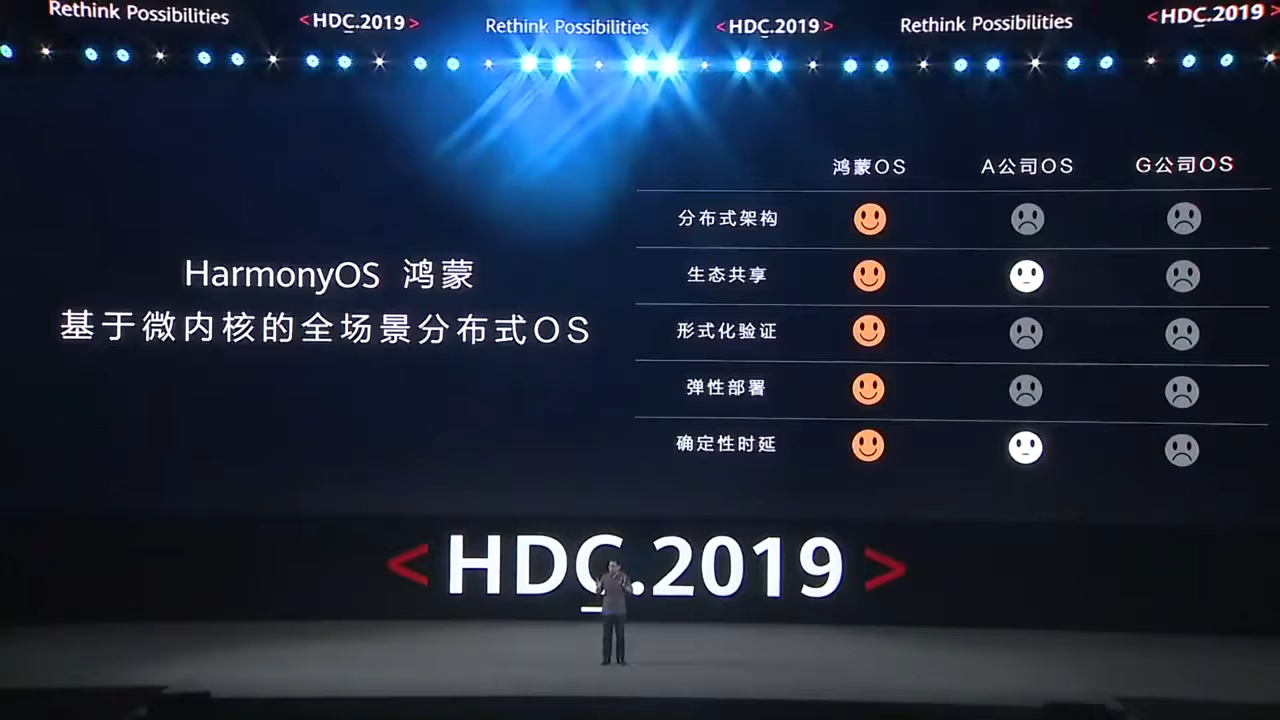 Rethink Possibilities
<HDC.2019>
Rethink Possibilities
<HDC.2019>
Rethink Possibilities
<HDC.2019>
HarmonyOS 鸿蒙
基于微内核的全场景分布式OS
鸿蒙OS A公司OS G公司OS
分布式架构
生态共享
形式化验证
弹性部署
确定性时延
<HDC.2019>